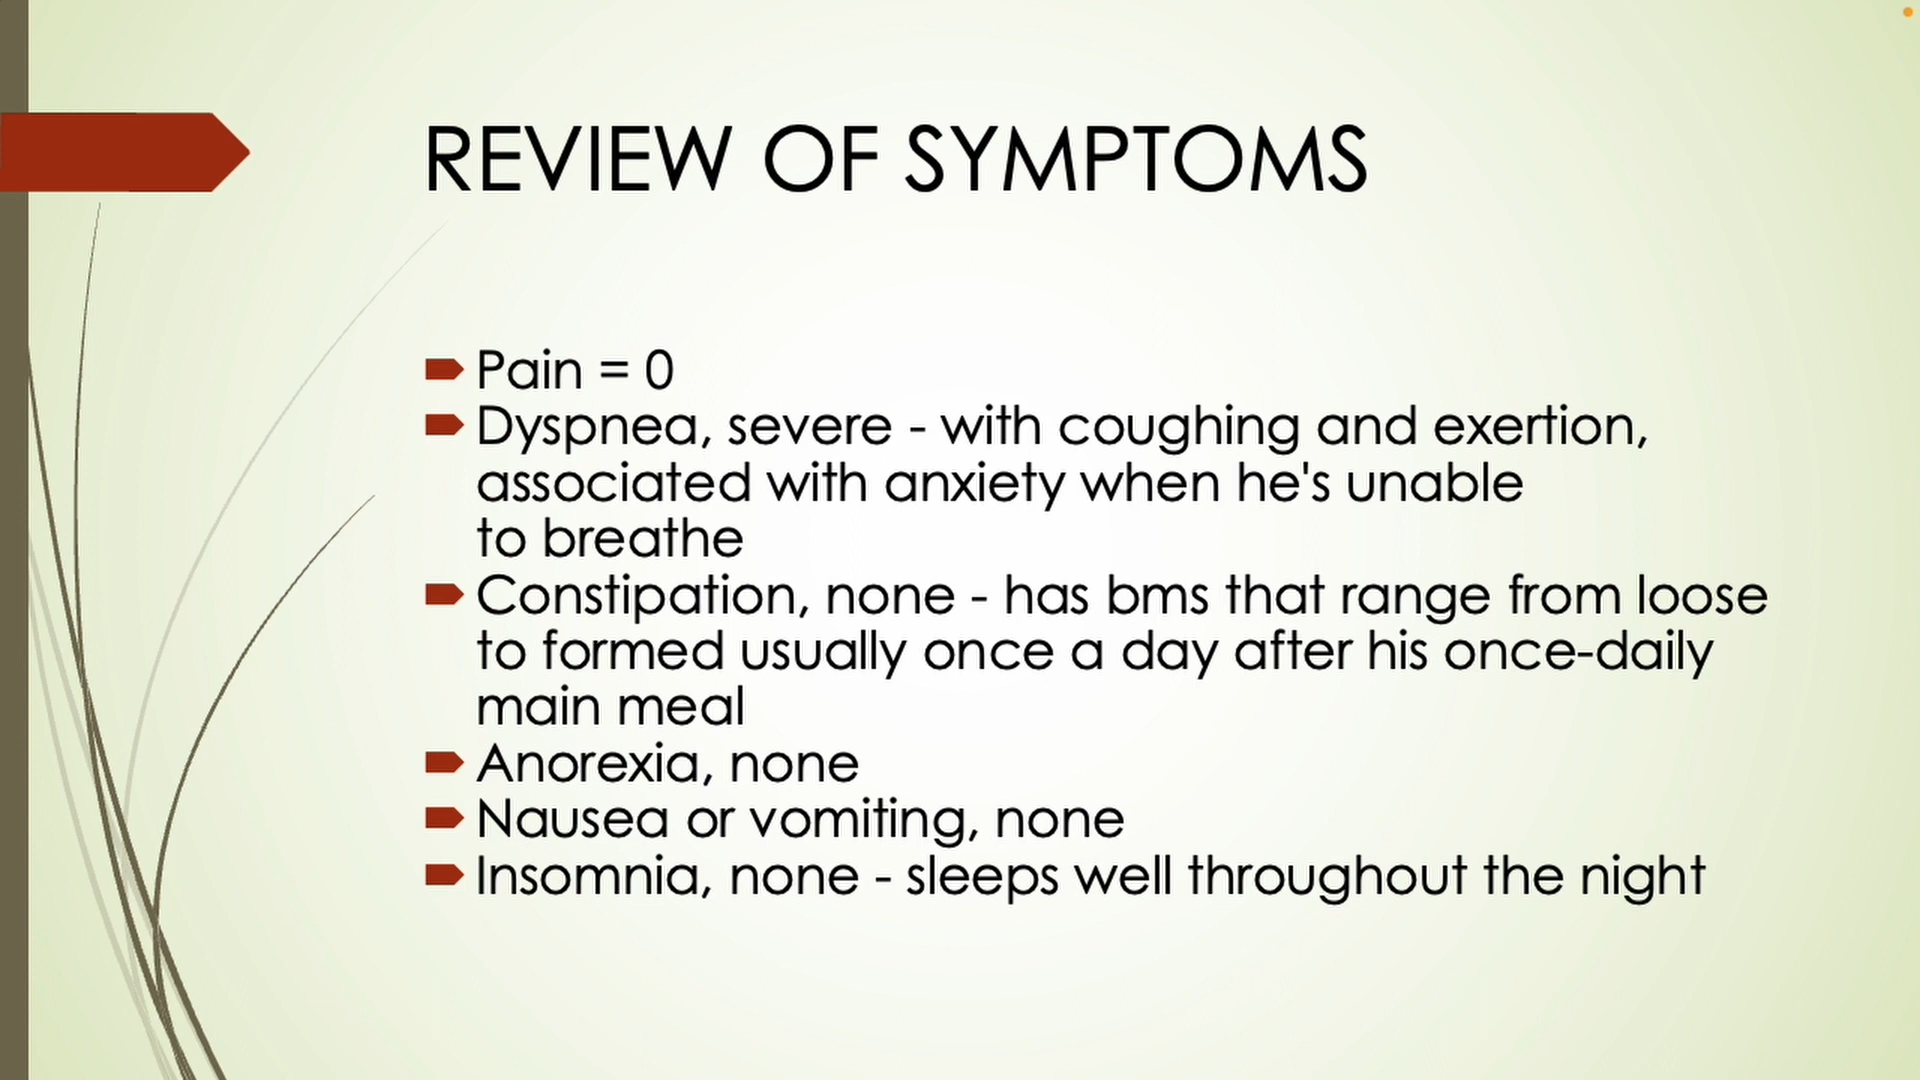 REVIEW OF SYMPTOMS
Pain = 0
Dyspnea, severe - with coughing and exertion,
associated with anxiety when he's unable
to breathe
Constipation, none - has bms that range from loose
to formed usually once a day after his once-daily
main meal
Anorexia, none
Nausea or vomiting, none
Insomnia, none - sleeps well throughout the night